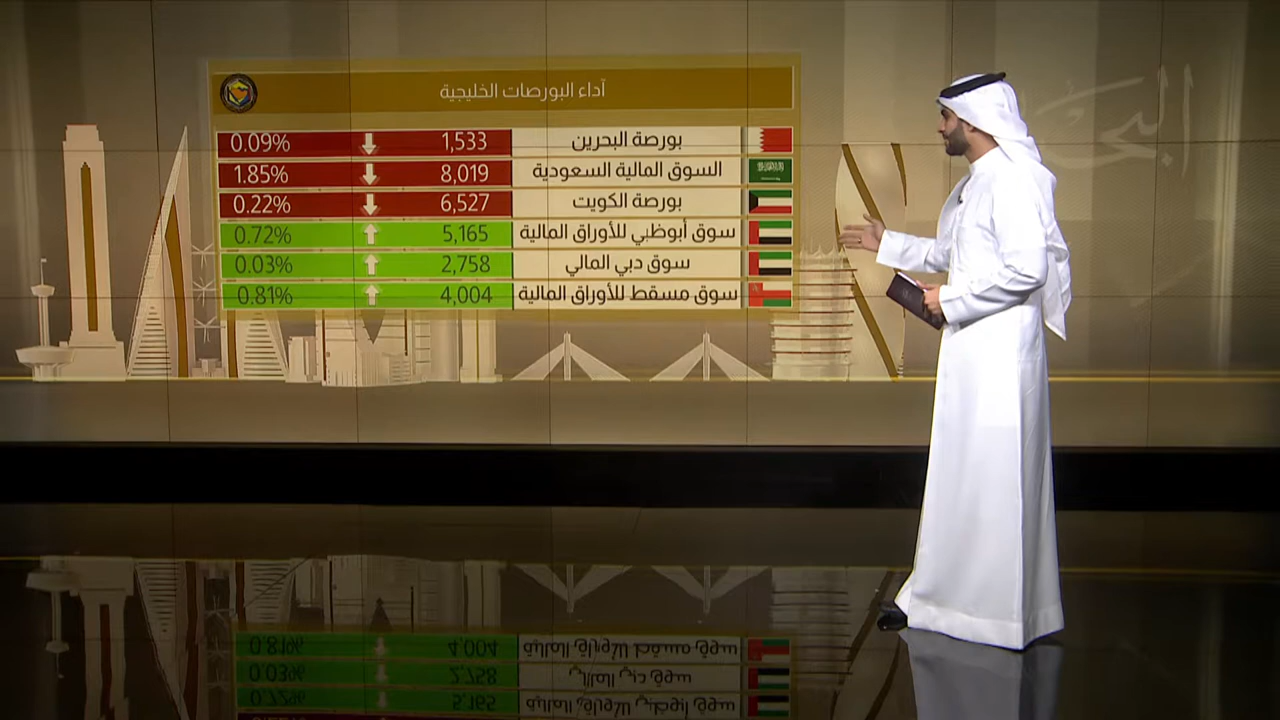 آداء البورصات الخليجية
بورصة البحرين 1,533 0.09%
السوق المالية السعودية 8,019 1.85%
بورصة الكويت 6,527 0.22%
سوق أبوظبي للأوراق المالية 5,165 0.72%
سوق دبي المالي 2,758 0.03%
سوق مسقط للأوراق المالية 4,004 0.81%